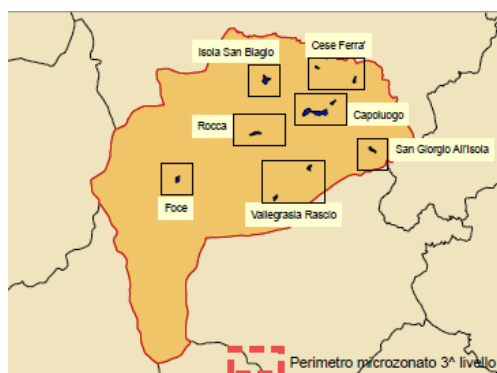 Cese Ferra'
Isola San Biagio
Capoluogo
Rocca
San Giorgio All'Isola
Foce
Vallegrasia Rascio
Perimetro microzonato 3^ livello